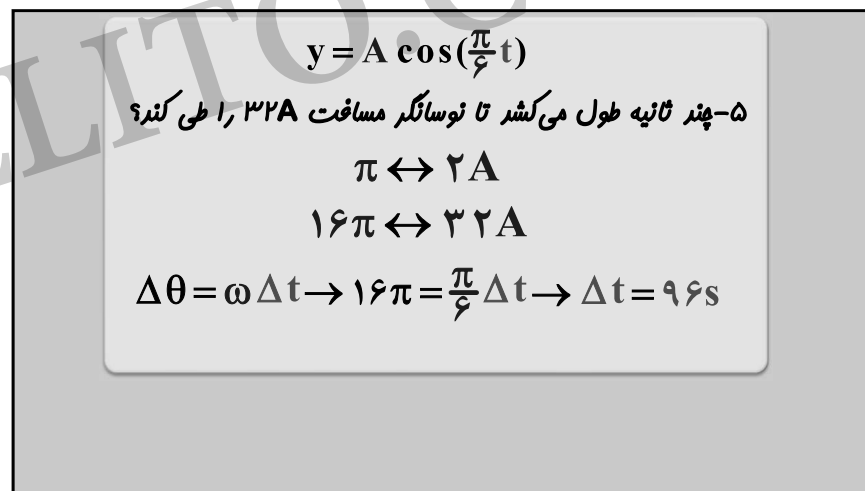 ELLITO.C
y = A cos(π/۶ t)
۵-چند ثانیه طول می‌کشد تا نوسانگر مسافت ۳۲A را طی کند؟
π ↔ ۲A
۱۶π ↔ ۳۲A
Δθ = ωΔt → ۱۶π = π/۶ Δt → Δt = ۹۶s